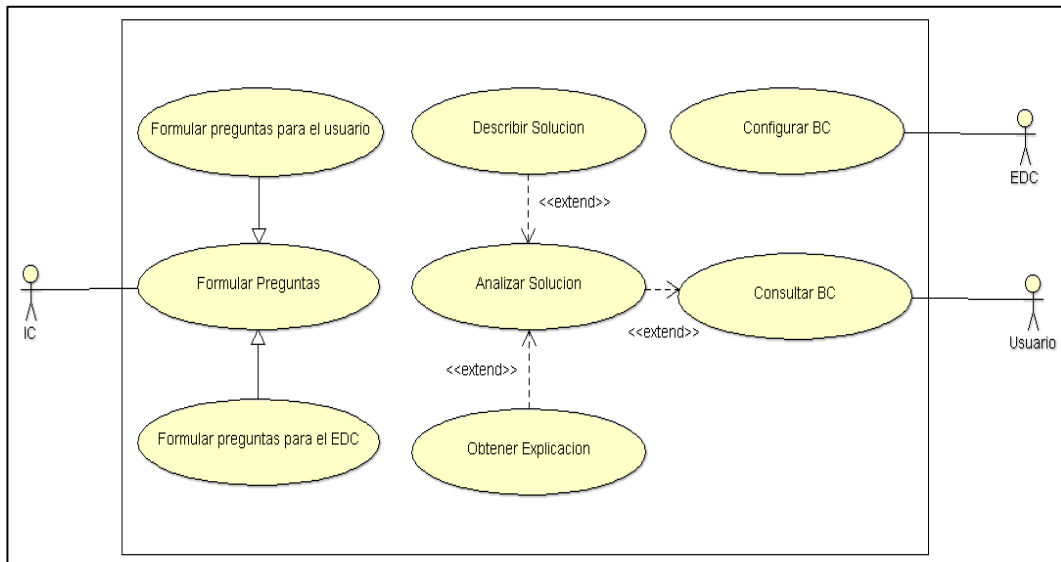 Formular preguntas para el usuario
Describir Solucion
Configurar BC
EDC
<<extend>>
Formular Preguntas
Analizar Solucion
Consultar BC
IC
Usuario
<<extend>>
<<extend>>
Formular preguntas para el EDC
Obtener Explicacion